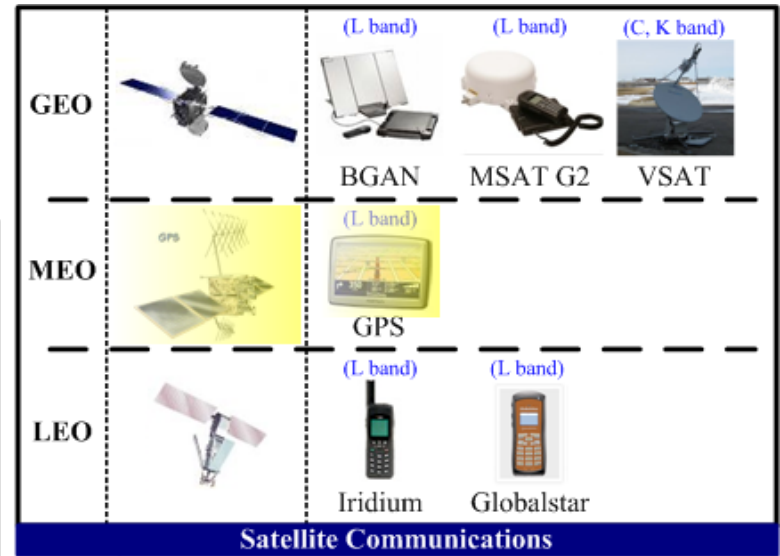 (L band) (L band) (C, K band)
GEO
BGAN MSAT G2 VSAT
(L band)
GPS
MEO
GPS
(L band) (L band)
LEO
Iridium Globalstar
Satellite Communications